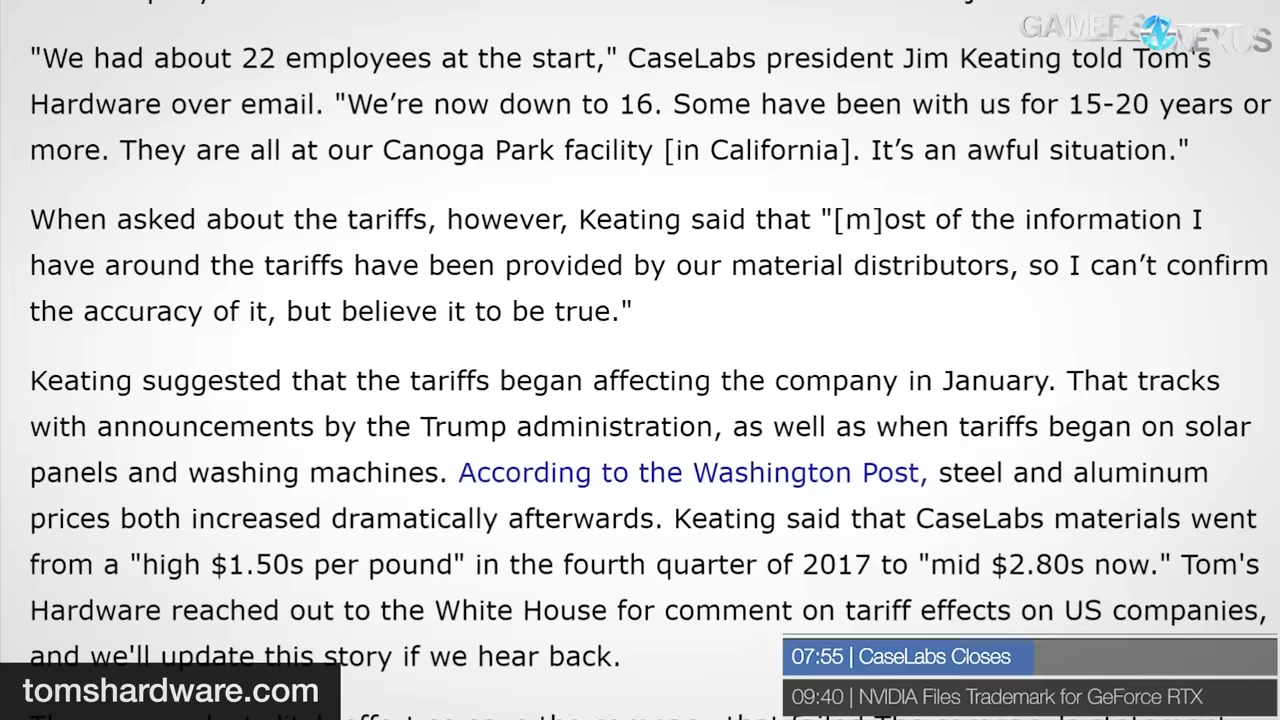 GAMERS NEXUS
"We had about 22 employees at the start," CaseLabs president Jim Keating told Tom's
Hardware over email. "We’re now down to 16. Some have been with us for 15-20 years or
more. They are all at our Canoga Park facility [in California]. It’s an awful situation."
When asked about the tariffs, however, Keating said that "[m]ost of the information I
have around the tariffs have been provided by our material distributors, so I can’t confirm
the accuracy of it, but believe it to be true."
Keating suggested that the tariffs began affecting the company in January. That tracks
with announcements by the Trump administration, as well as when tariffs began on solar
panels and washing machines. According to the Washington Post, steel and aluminum
prices both increased dramatically afterwards. Keating said that CaseLabs materials went
from a "high $1.50s per pound" in the fourth quarter of 2017 to "mid $2.80s now." Tom's
Hardware reached out to the White House for comment on tariff effects on US companies,
and we'll update this story if we hear back.
07:55 | CaseLabs Closes
tomshardware.com
09:40 | NVIDIA Files Trademark for GeForce RTX